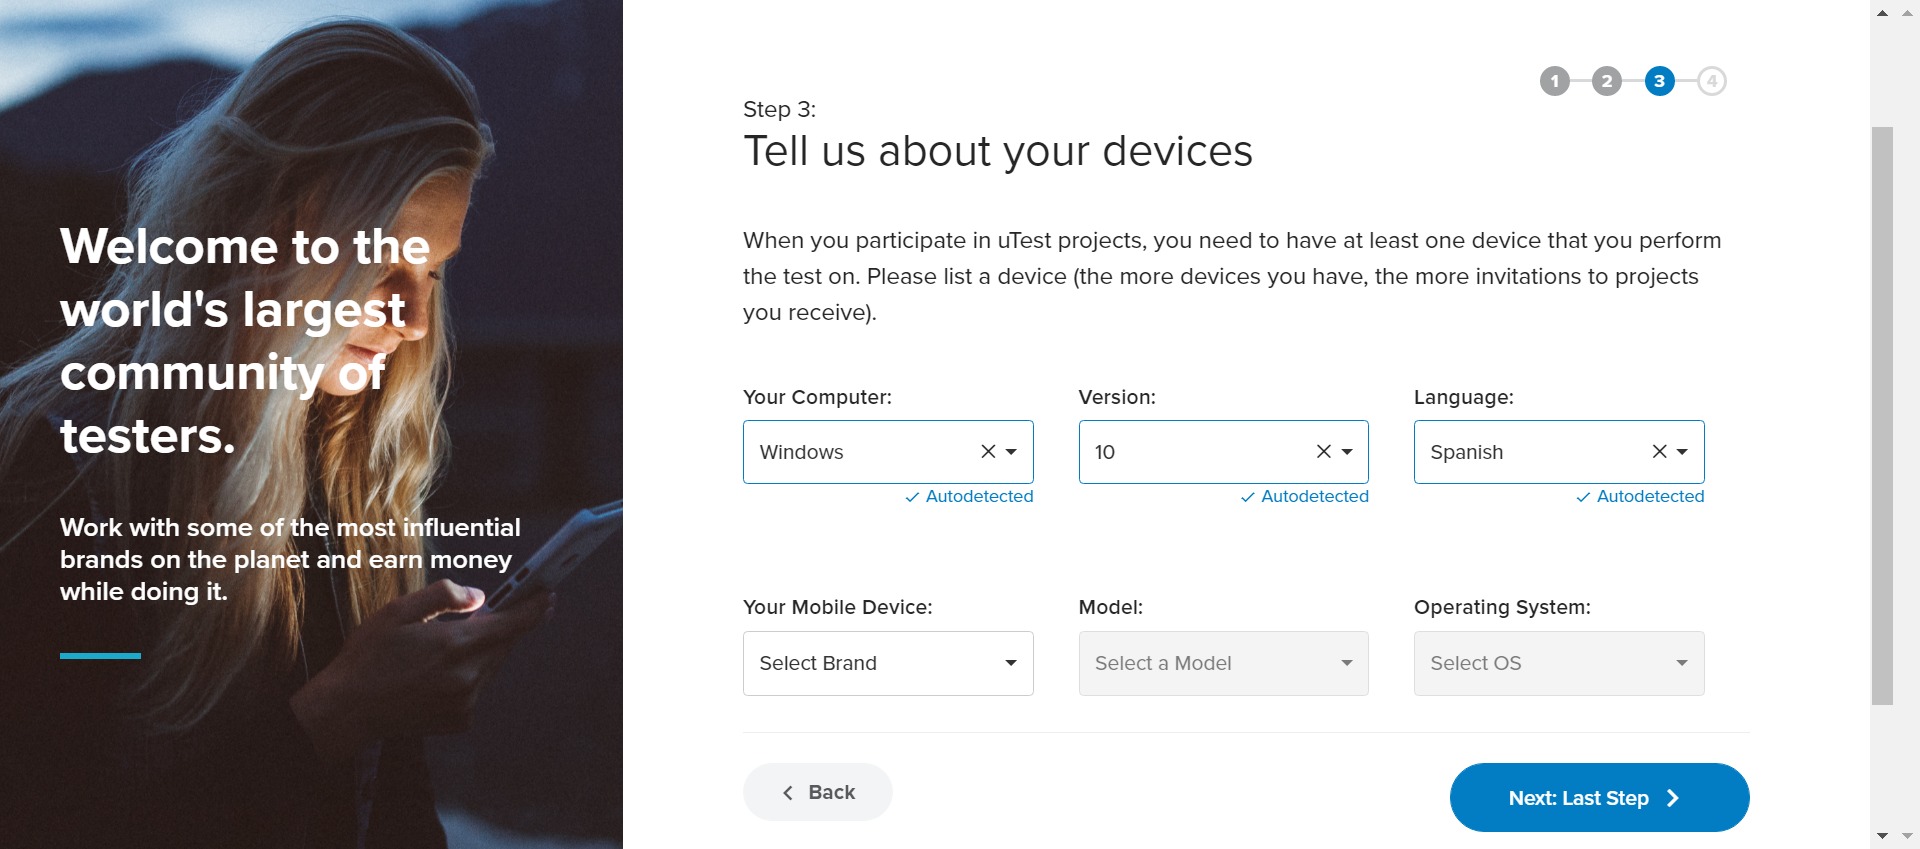 Welcome to the
world's largest
community of
testers.
Work with some of the most influential
brands on the planet and earn money
while doing it.
1 2 3 4
Step 3:
Tell us about your devices
When you participate in uTest projects, you need to have at least one device that you perform
the test on. Please list a device (the more devices you have, the more invitations to projects
you receive).
Your Computer: Version: Language:
Windows 10 Spanish
Autodetected Autodetected Autodetected
Your Mobile Device: Model: Operating System:
Select Brand Select a Model Select OS
Back Next: Last Step